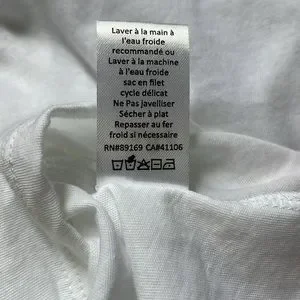 Laver à la main à
l'eau froide
recommandé ou
Laver à la machine
à l'eau froide
sac en filet
cycle délicat
Ne Pas javelliser
Sécher à plat
Repasser au fer
froid si nécessaire
RN#89169 CA#41106